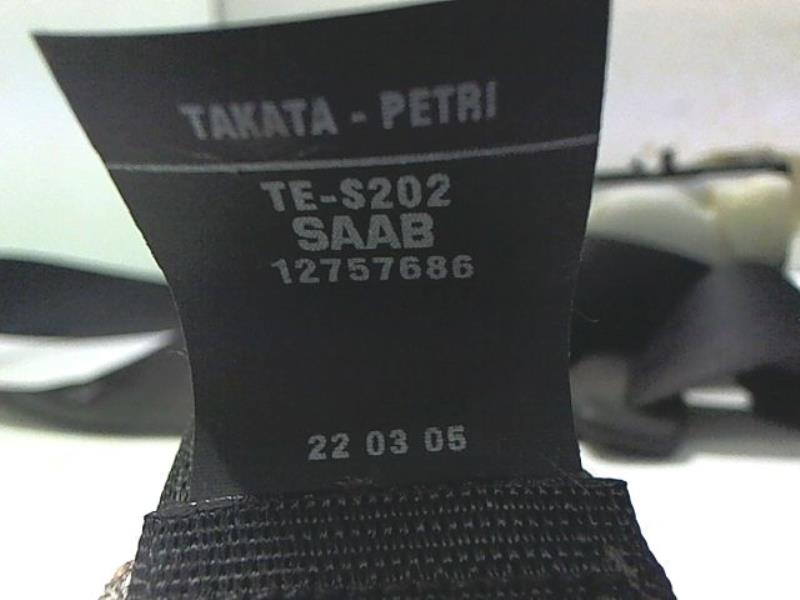 TAKATA - PETRI
TE-S202
SAAB
12757686
22 03 05